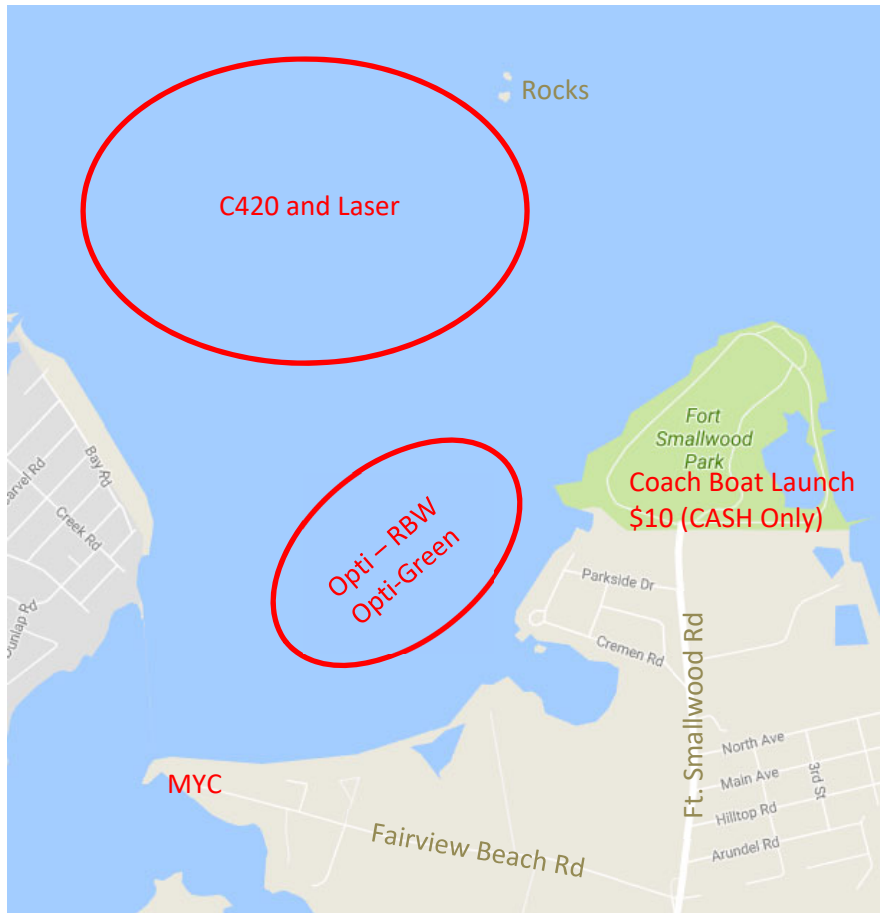 Rocks
C420 and Laser
Fort
Smallwood
Park
Coach Boat Launch
$10 (CASH Only)
Bay Rd
Creek Rd
Dunlap Rd
Opti – RBW
Opti-Green
Parkside Dr
Cremen Rd
Ft. Smallwood Rd
North Ave
Main Ave
3rd St
Hilltop Rd
Arundel Rd
MYC
Fairview Beach Rd